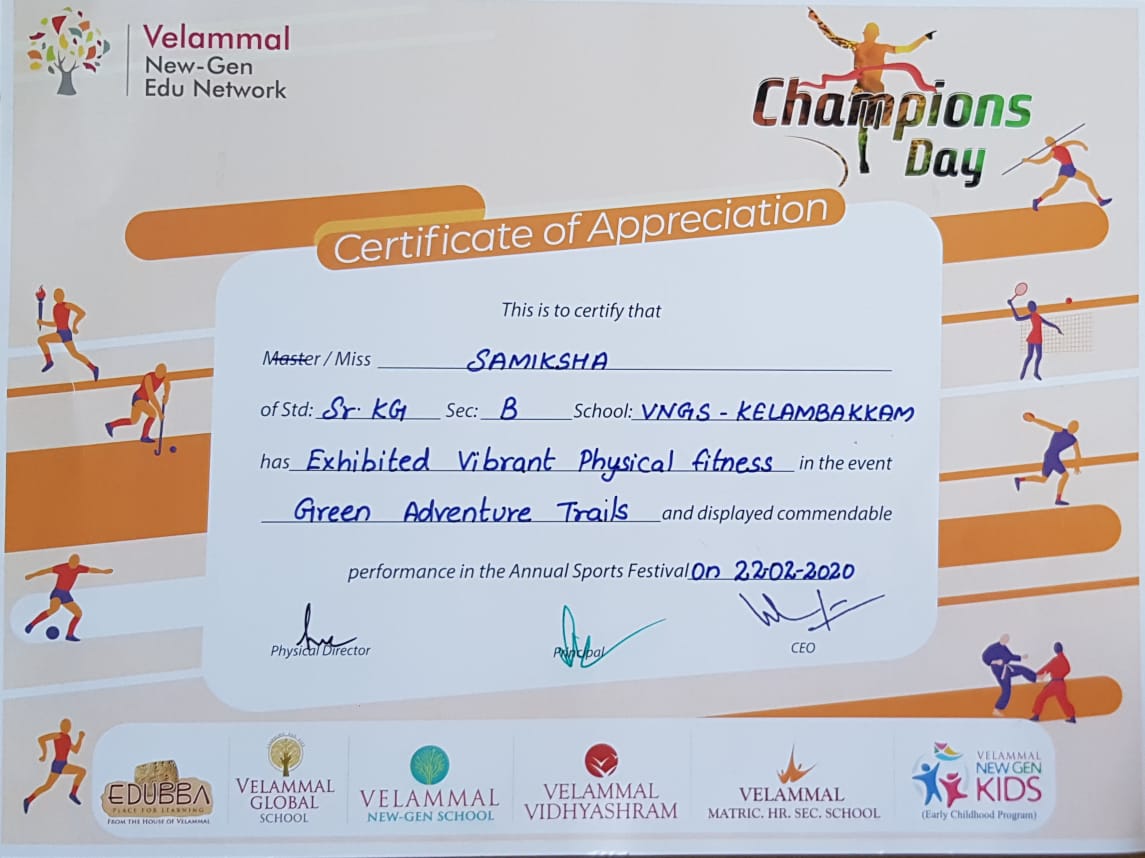 Velammal
New-Gen
Edu Network
Champions
Day
Certificate of Appreciation
This is to certify that
Master / Miss SAMIKSHA
of Std: Sr. KG Sec: B School: VNGS - KELAMBAKKAM
has Exhibited Vibrant Physical fitness in the event
Green Adventure Trails and displayed commendable
performance in the Annual Sports Festival On 22-02-2020
Physical Director
Principal
CEO
EDUBBA
PLACE FOR LEARNING
FROM THE HOUSE OF VELAMMAL
VELAMMAL
GLOBAL
SCHOOL
VELAMMAL
NEW-GEN SCHOOL
VELAMMAL
VIDHYASHRAM
VELAMMAL
MATRIC. HR. SEC. SCHOOL
VELAMMAL
NEW GEN
KIDS
(Early Childhood Program)